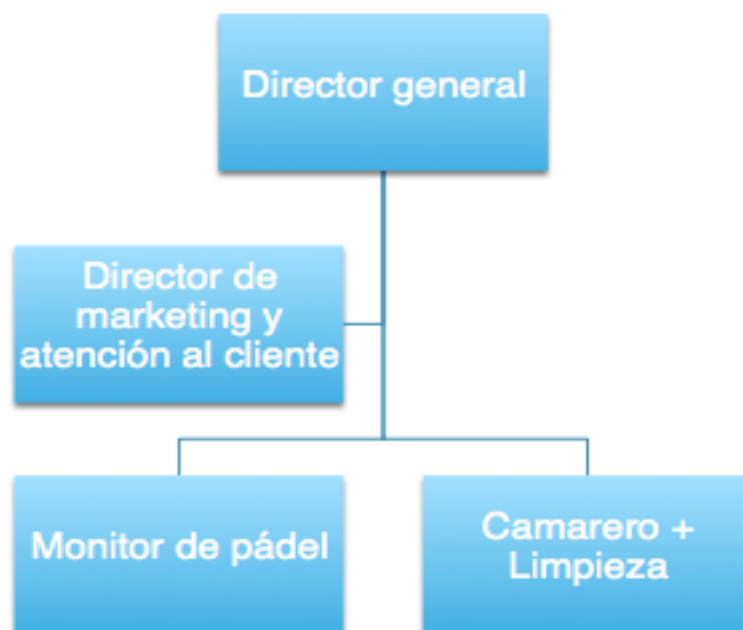 Director general
Director de
marketing y
atención al cliente
Monitor de pádel
Camarero +
Limpieza